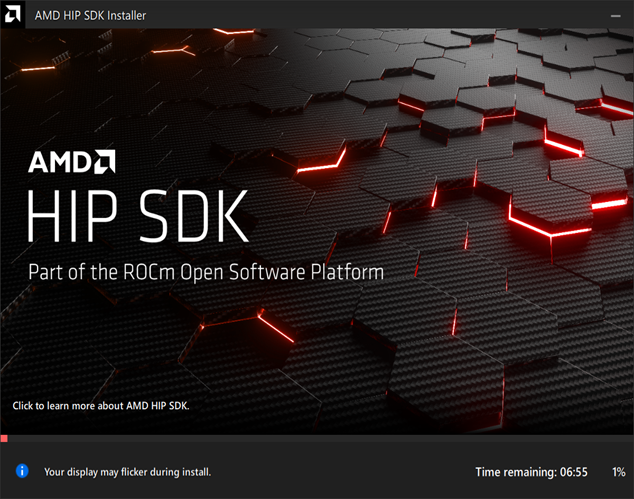 AMD HIP SDK Installer
AMD
HIP SDK
Part of the ROCm Open Software Platform
Click to learn more about AMD HIP SDK.
i
Your display may flicker during install.
Time remaining: 06:55
1%